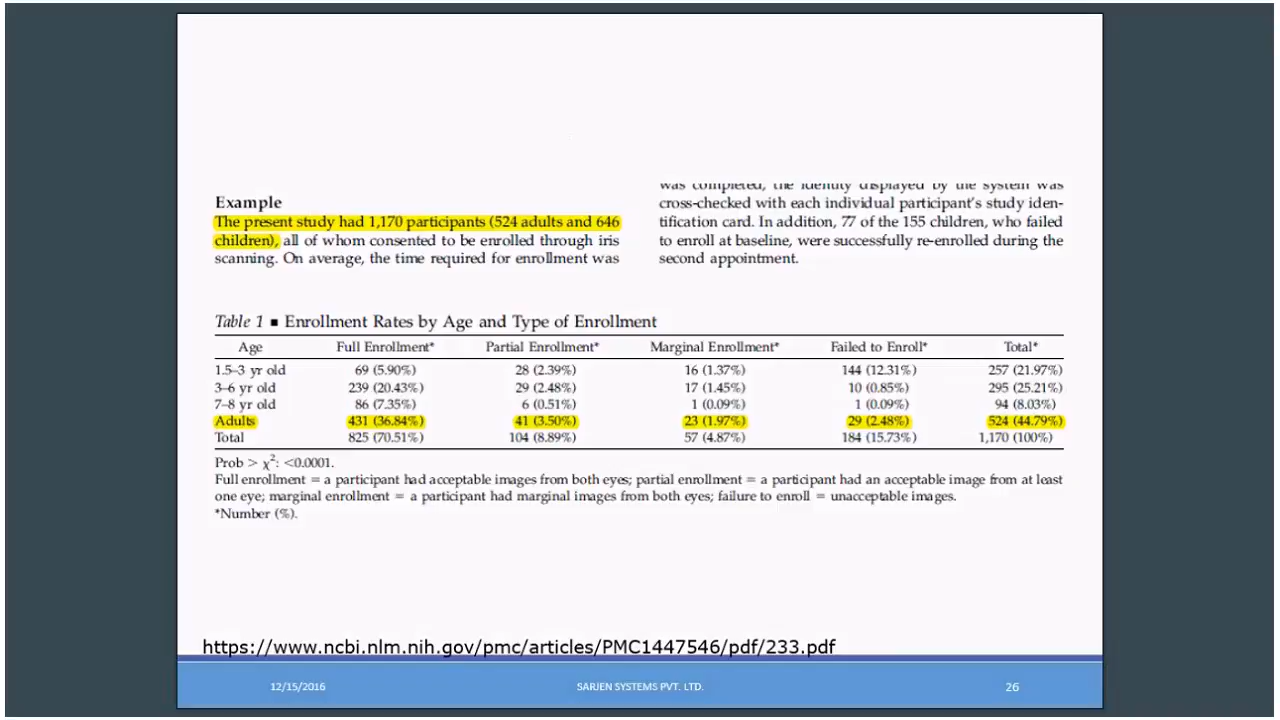 Example
The present study had 1,170 participants (524 adults and 646
children), all of whom consented to be enrolled through iris
scanning. On average, the time required for enrollment was
was completed, the identity displayed by the system was
cross-checked with each individual participant's study iden-
tification card. In addition, 77 of the 155 children, who failed
to enroll at baseline, were successfully re-enrolled during the
second appointment.
Table 1 ■ Enrollment Rates by Age and Type of Enrollment
Age Full Enrollment* Partial Enrollment* Marginal Enrollment* Failed to Enroll* Total*
1.5–3 yr old 69 (5.90%) 28 (2.39%) 16 (1.37%) 144 (12.31%) 257 (21.97%)
3–6 yr old 239 (20.43%) 29 (2.48%) 17 (1.45%) 10 (0.85%) 295 (25.21%)
7–8 yr old 86 (7.35%) 6 (0.51%) 1 (0.09%) 1 (0.09%) 94 (8.03%)
Adults 431 (36.84%) 41 (3.50%) 23 (1.97%) 29 (2.48%) 524 (44.79%)
Total 825 (70.51%) 104 (8.89%) 57 (4.87%) 184 (15.73%) 1,170 (100%)
Prob > χ²: <0.0001.
Full enrollment = a participant had acceptable images from both eyes; partial enrollment = a participant had an acceptable image from at least
one eye; marginal enrollment = a participant had marginal images from both eyes; failure to enroll = unacceptable images.
*Number (%).
https://www.ncbi.nlm.nih.gov/pmc/articles/PMC1447546/pdf/233.pdf
12/15/2016 SARJEN SYSTEMS PVT. LTD. 26